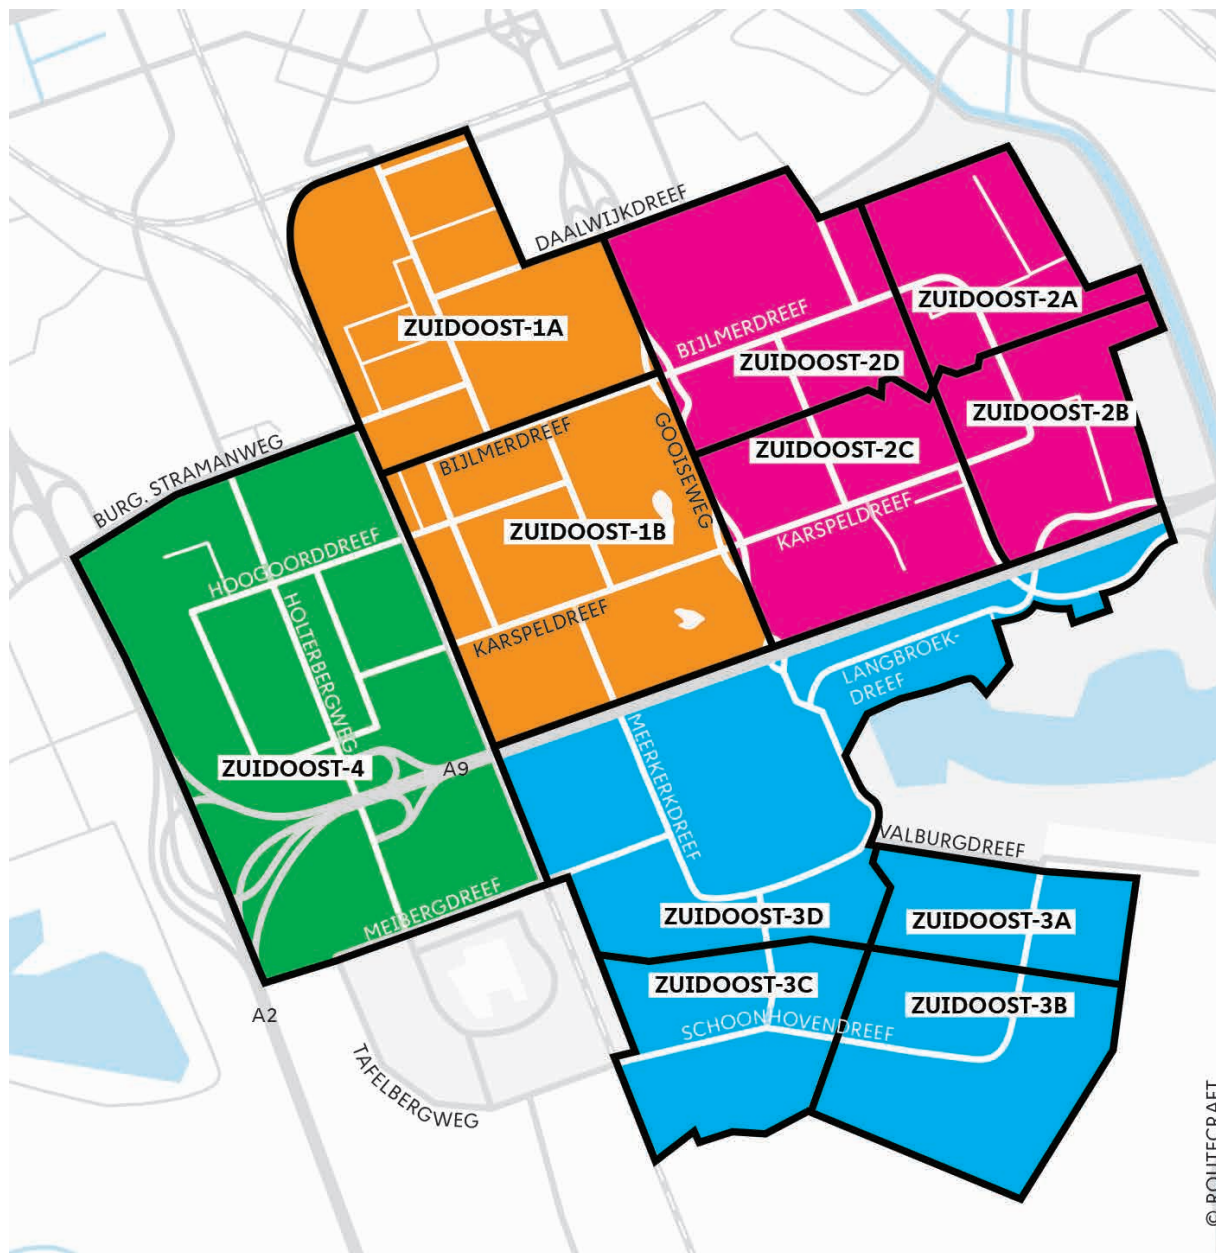 DAALWIJKDREEF
ZUIDOOST-2A
ZUIDOOST-1A
BIJLMERDREEF
ZUIDOOST-2D
ZUIDOOST-2B
BURG. STRAMANWEG
BIJLMERDREEF
GOOISEWEG
ZUIDOOST-2C
ZUIDOOST-1B
KARSPELDREEF
HOOGOORDDREEF
HOLTERBERGWEG
KARSPELDREEF
LANGBROEK-
DREEF
MEERKERKDREEF
ZUIDOOST-4
A9
VALBURGDREEF
MEIBERGDREEF
ZUIDOOST-3D
ZUIDOOST-3A
ZUIDOOST-3C
ZUIDOOST-3B
A2
SCHOONHOVENDREEF
TAFELBERGWEG
© ROUTECRAFT